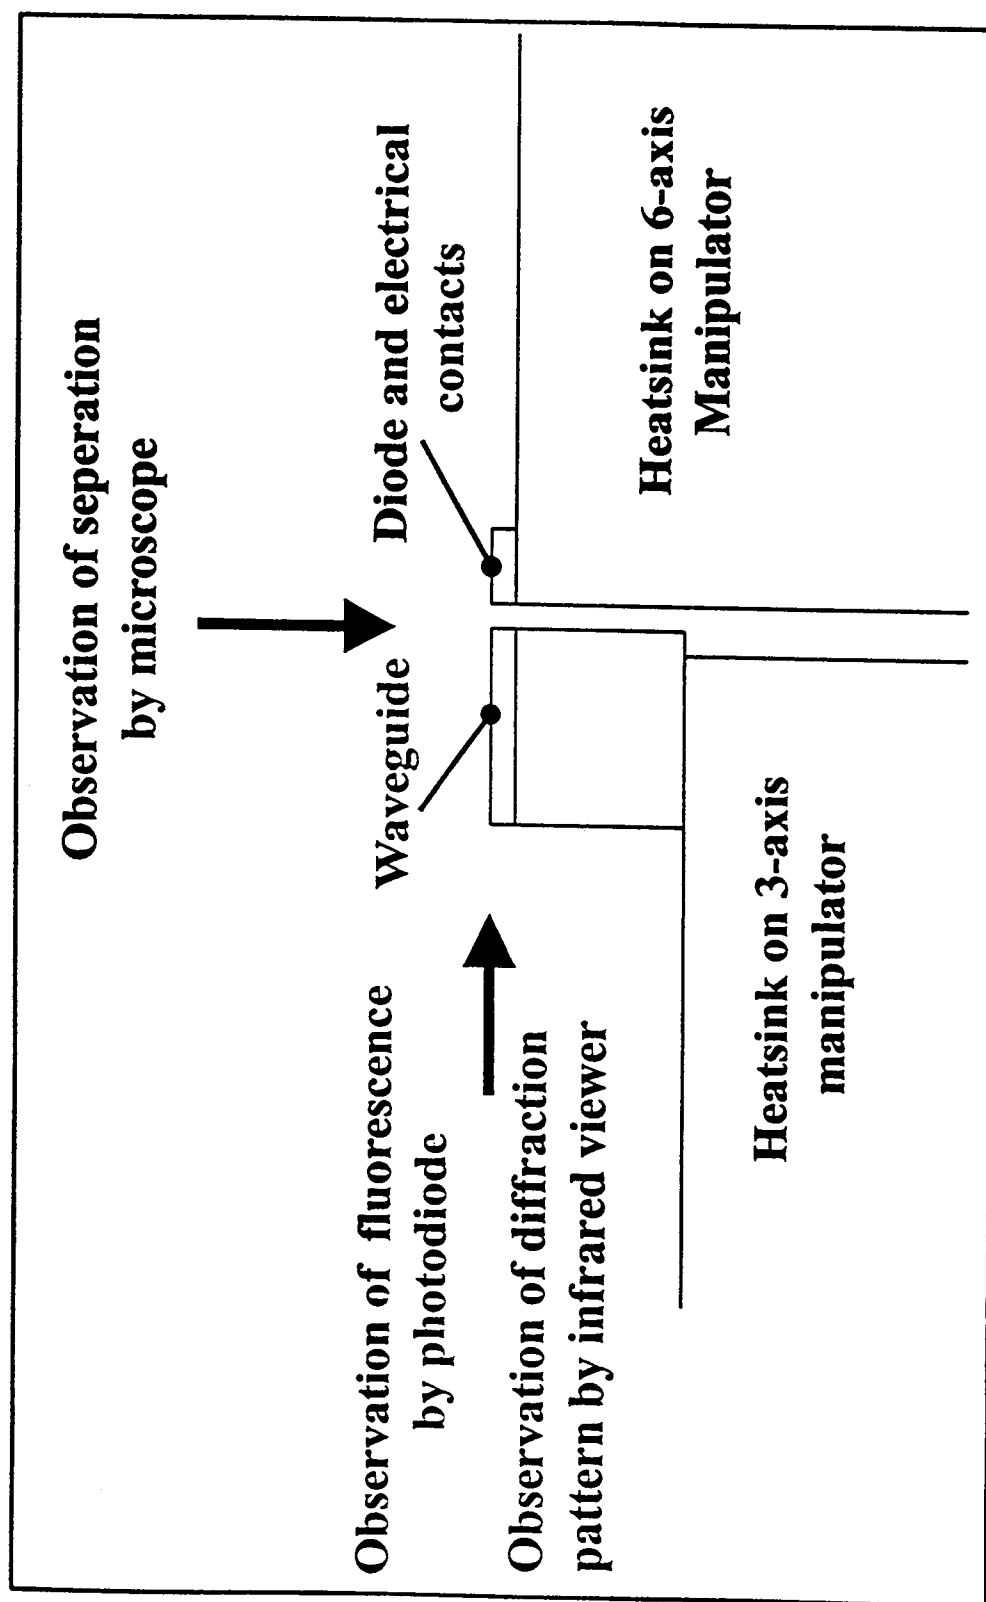 Observation of seperation
by microscope
Waveguide
Diode and electrical
contacts
Observation of fluorescence
by photodiode
Observation of diffraction
pattern by infrared viewer
Heatsink on 6-axis
Manipulator
Heatsink on 3-axis
manipulator